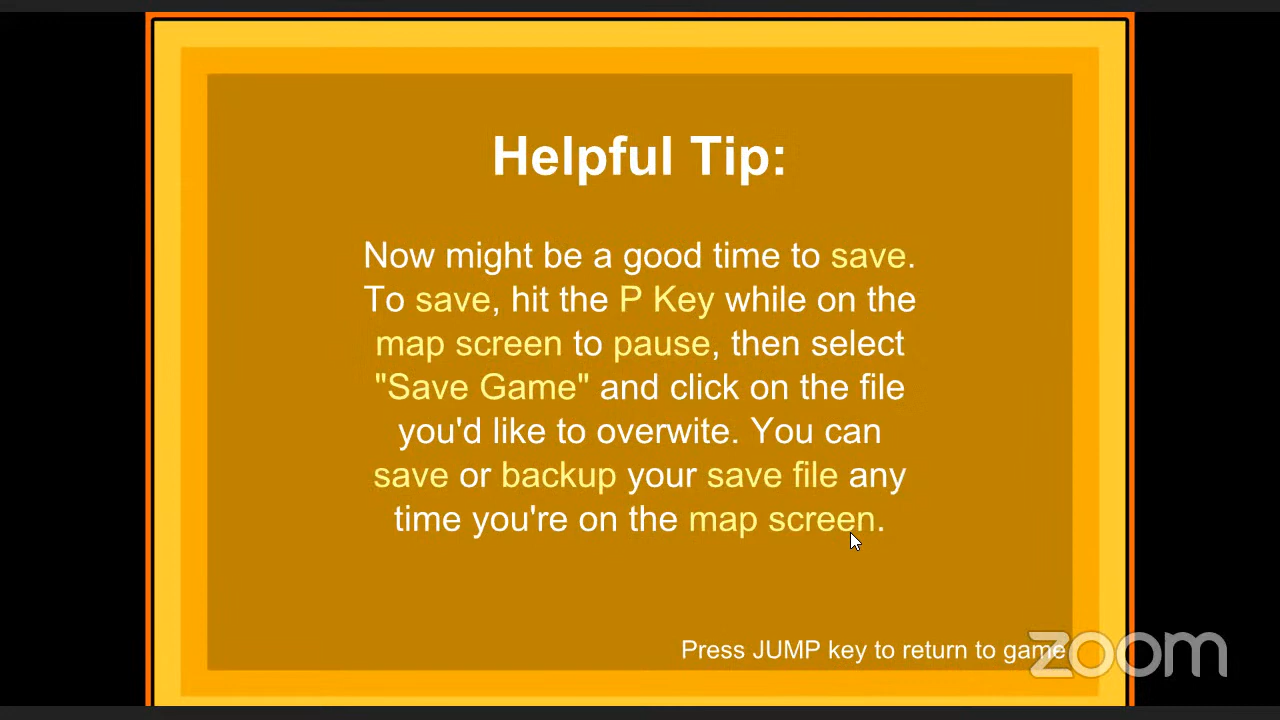 Helpful Tip:
Now might be a good time to save.
To save, hit the P Key while on the
map screen to pause, then select
"Save Game" and click on the file
you'd like to overwite. You can
save or backup your save file any
time you're on the map screen.
Press JUMP key to return to game
zoom